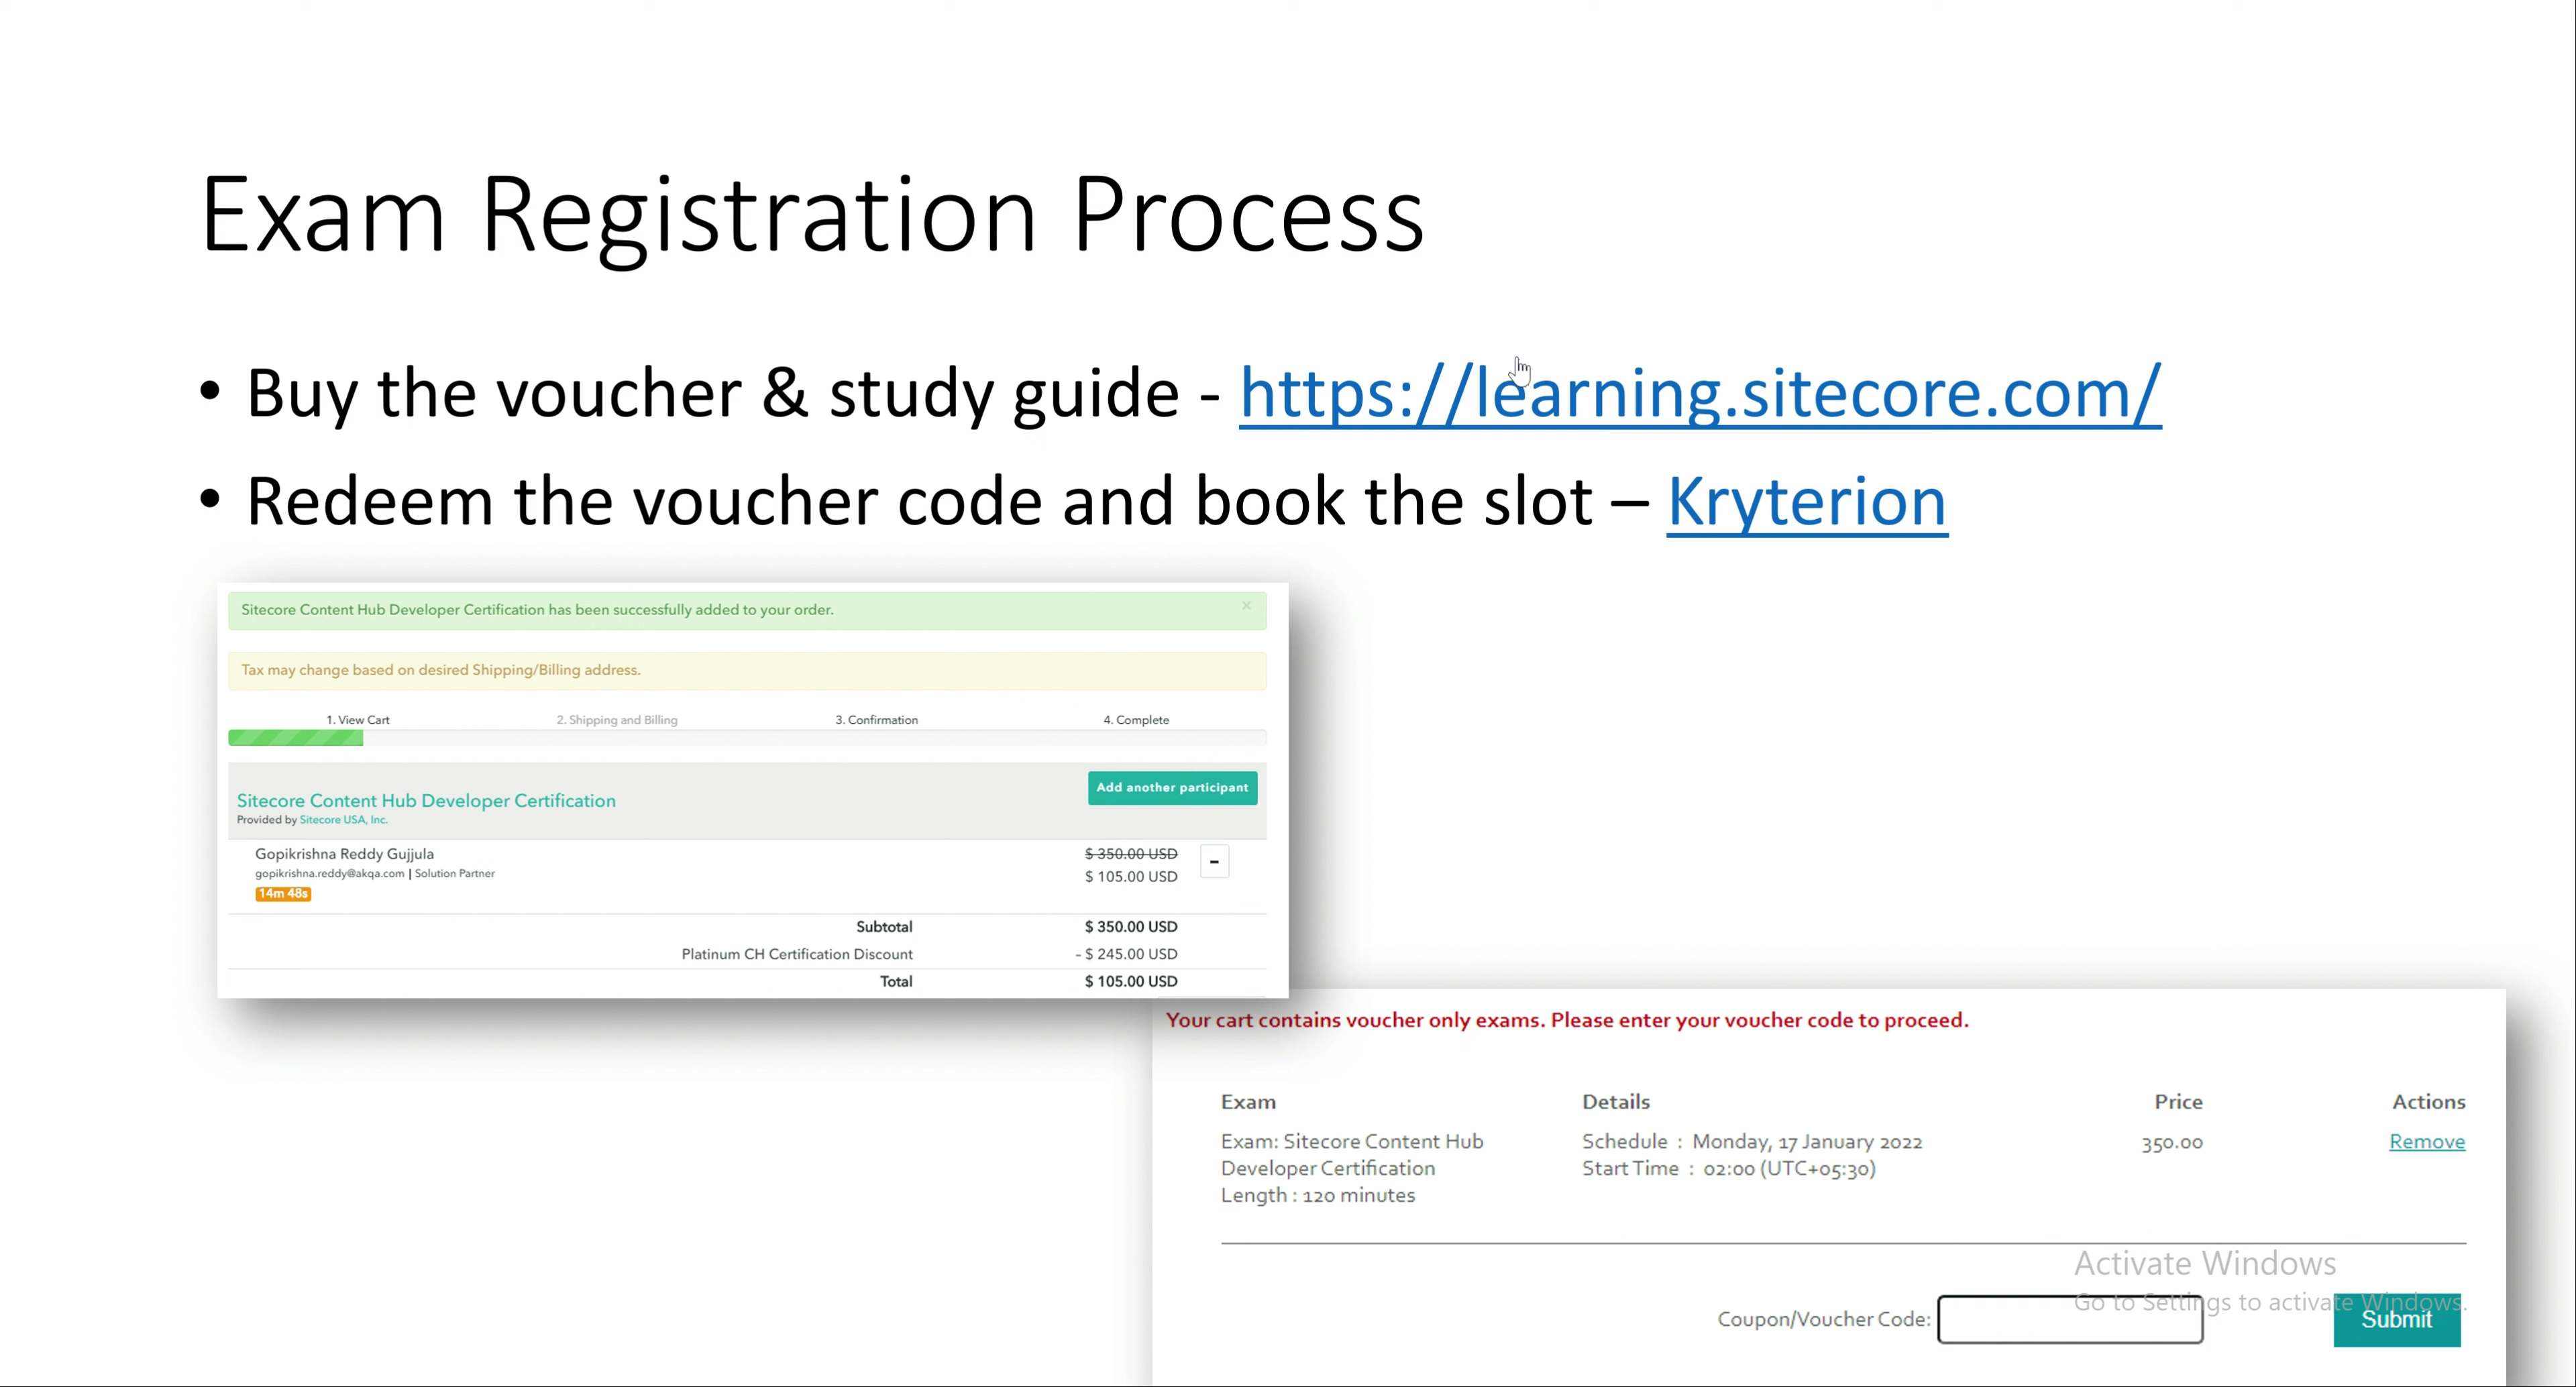 Exam Registration Process
• Buy the voucher & study guide - https://learning.sitecore.com/
• Redeem the voucher code and book the slot – Kryterion
Sitecore Content Hub Developer Certification has been successfully added to your order. ×
Tax may change based on desired Shipping/Billing address.
1. View Cart 2. Shipping and Billing 3. Confirmation 4. Complete
Add another participant
Sitecore Content Hub Developer Certification
Provided by Sitecore USA, Inc.
Gopikrishna Reddy Gujjula $ 350.00 USD
gopikrishna.reddy@akqa.com | Solution Partner $ 105.00 USD
14m 48s
Subtotal $ 350.00 USD
Platinum CH Certification Discount - $ 245.00 USD
Total $ 105.00 USD
Your cart contains voucher only exams. Please enter your voucher code to proceed.
Exam Details Price Actions
Exam: Sitecore Content Hub Schedule : Monday, 17 January 2022 350.00 Remove
Developer Certification Start Time : 02:00 (UTC+05:30)
Length : 120 minutes
Activate Windows
Go to Settings to activate Windows.
Coupon/Voucher Code: Submit